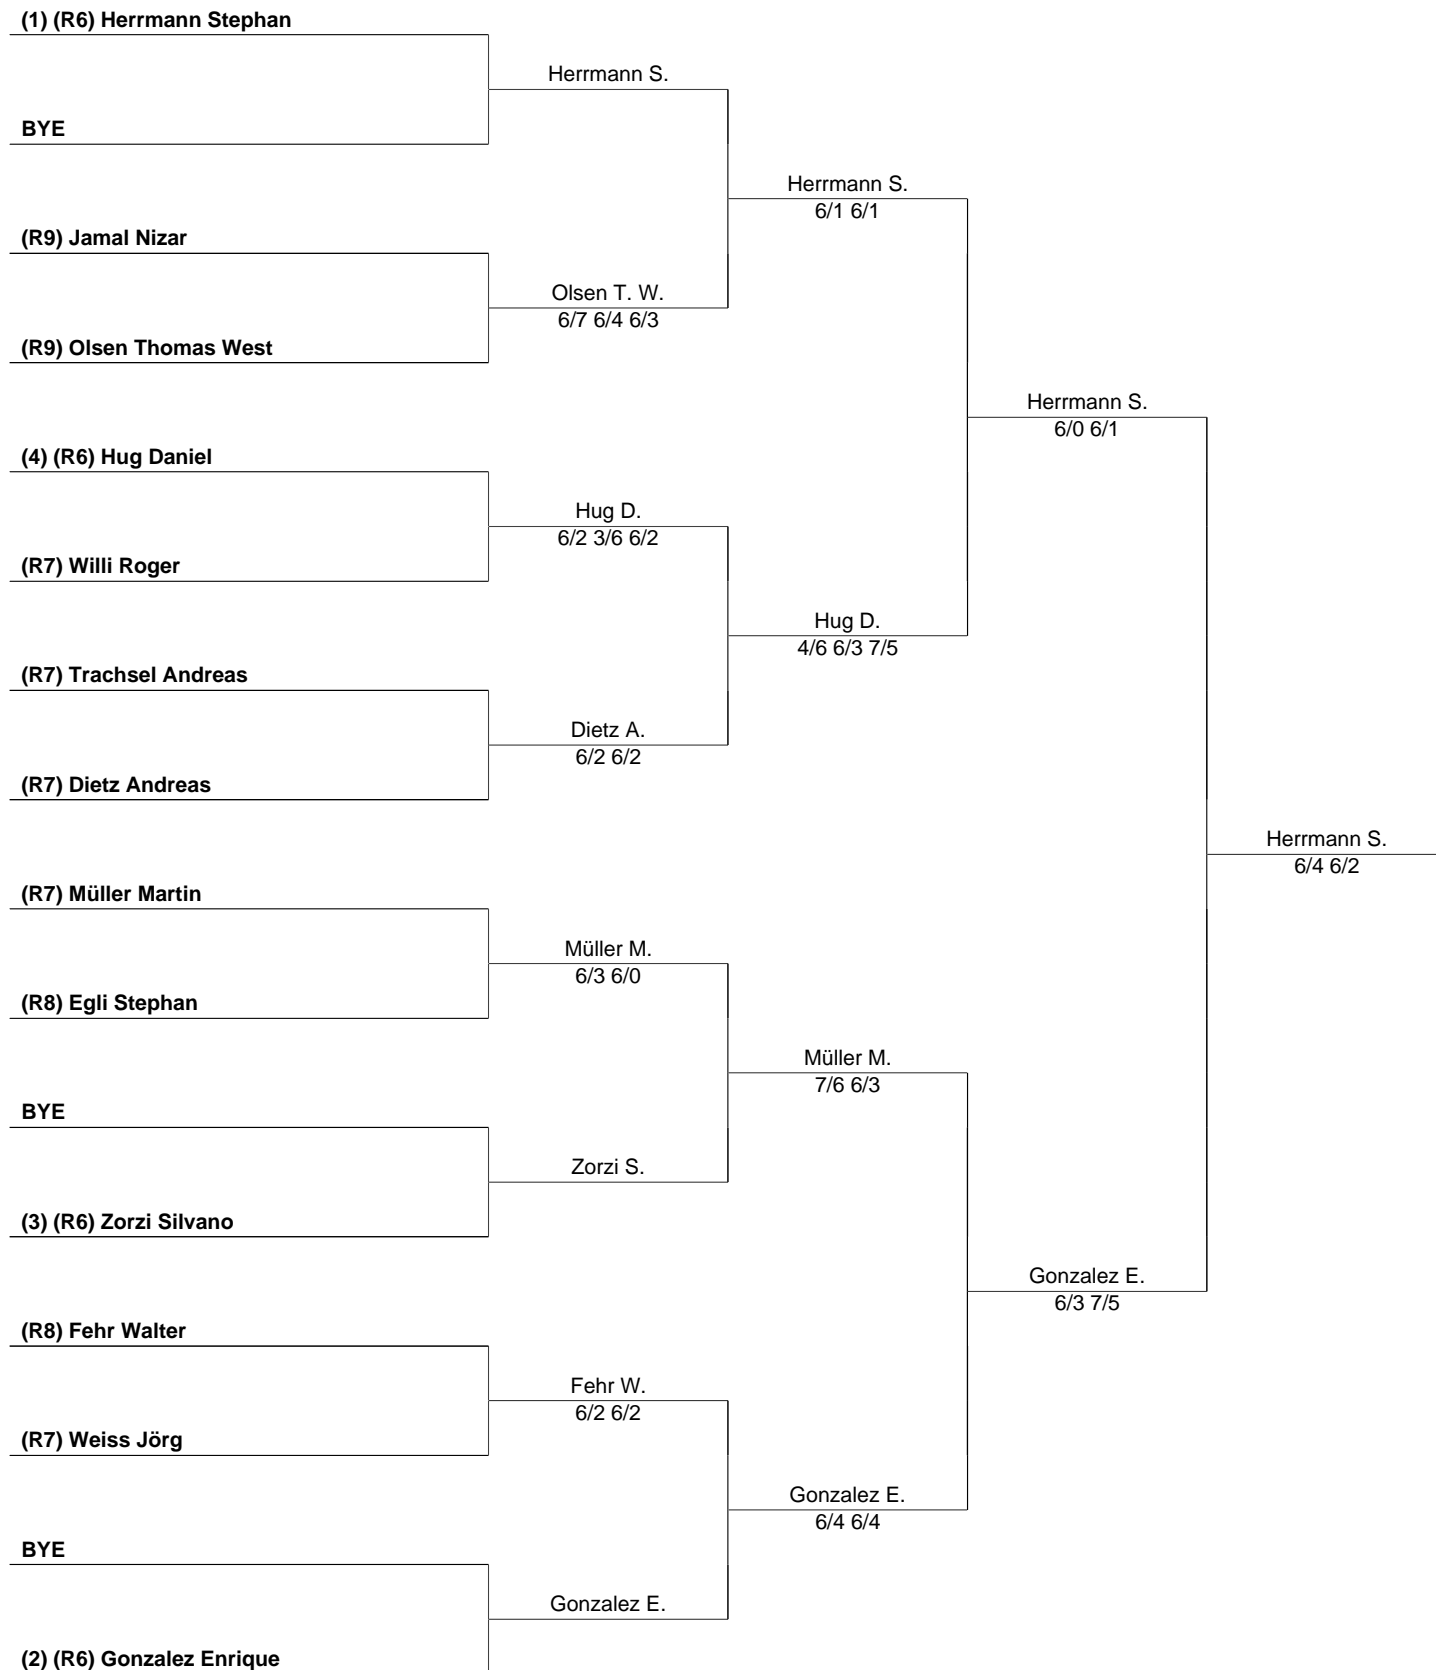 (1) (R6) Herrmann Stephan
Herrmann S.
BYE
Herrmann S.
6/1 6/1
(R9) Jamal Nizar
Olsen T. W.
6/7 6/4 6/3
(R9) Olsen Thomas West
Herrmann S.
6/0 6/1
(4) (R6) Hug Daniel
Hug D.
6/2 3/6 6/2
(R7) Willi Roger
Hug D.
4/6 6/3 7/5
(R7) Trachsel Andreas
Dietz A.
6/2 6/2
(R7) Dietz Andreas
Herrmann S.
6/4 6/2
(R7) Müller Martin
Müller M.
6/3 6/0
(R8) Egli Stephan
Müller M.
7/6 6/3
BYE
Zorzi S.
(3) (R6) Zorzi Silvano
Gonzalez E.
6/3 7/5
(R8) Fehr Walter
Fehr W.
6/2 6/2
(R7) Weiss Jörg
Gonzalez E.
6/4 6/4
BYE
Gonzalez E.
(2) (R6) Gonzalez Enrique